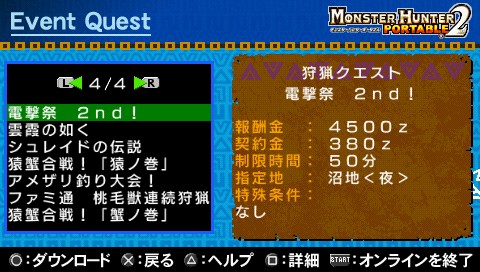 Event Quest
MONSTER HUNTER
PORTABLE 2
L 4/4 R
電撃祭 2nd!
雲霞の如く
シュレイドの伝説
猿蟹合戦!「猿ノ巻」
アメザリ釣り大会!
ファミ通 桃毛獣連続狩猟
猿蟹合戦!「蟹ノ巻」
狩猟クエスト
電撃祭 2nd!
報酬金 : 4500z
契約金 : 380z
制限時間: 50分
指定地 : 沼地<夜>
特殊条件:
なし
○:ダウンロード ×:戻る △:ヘルプ □:詳細 START:オンラインを終了